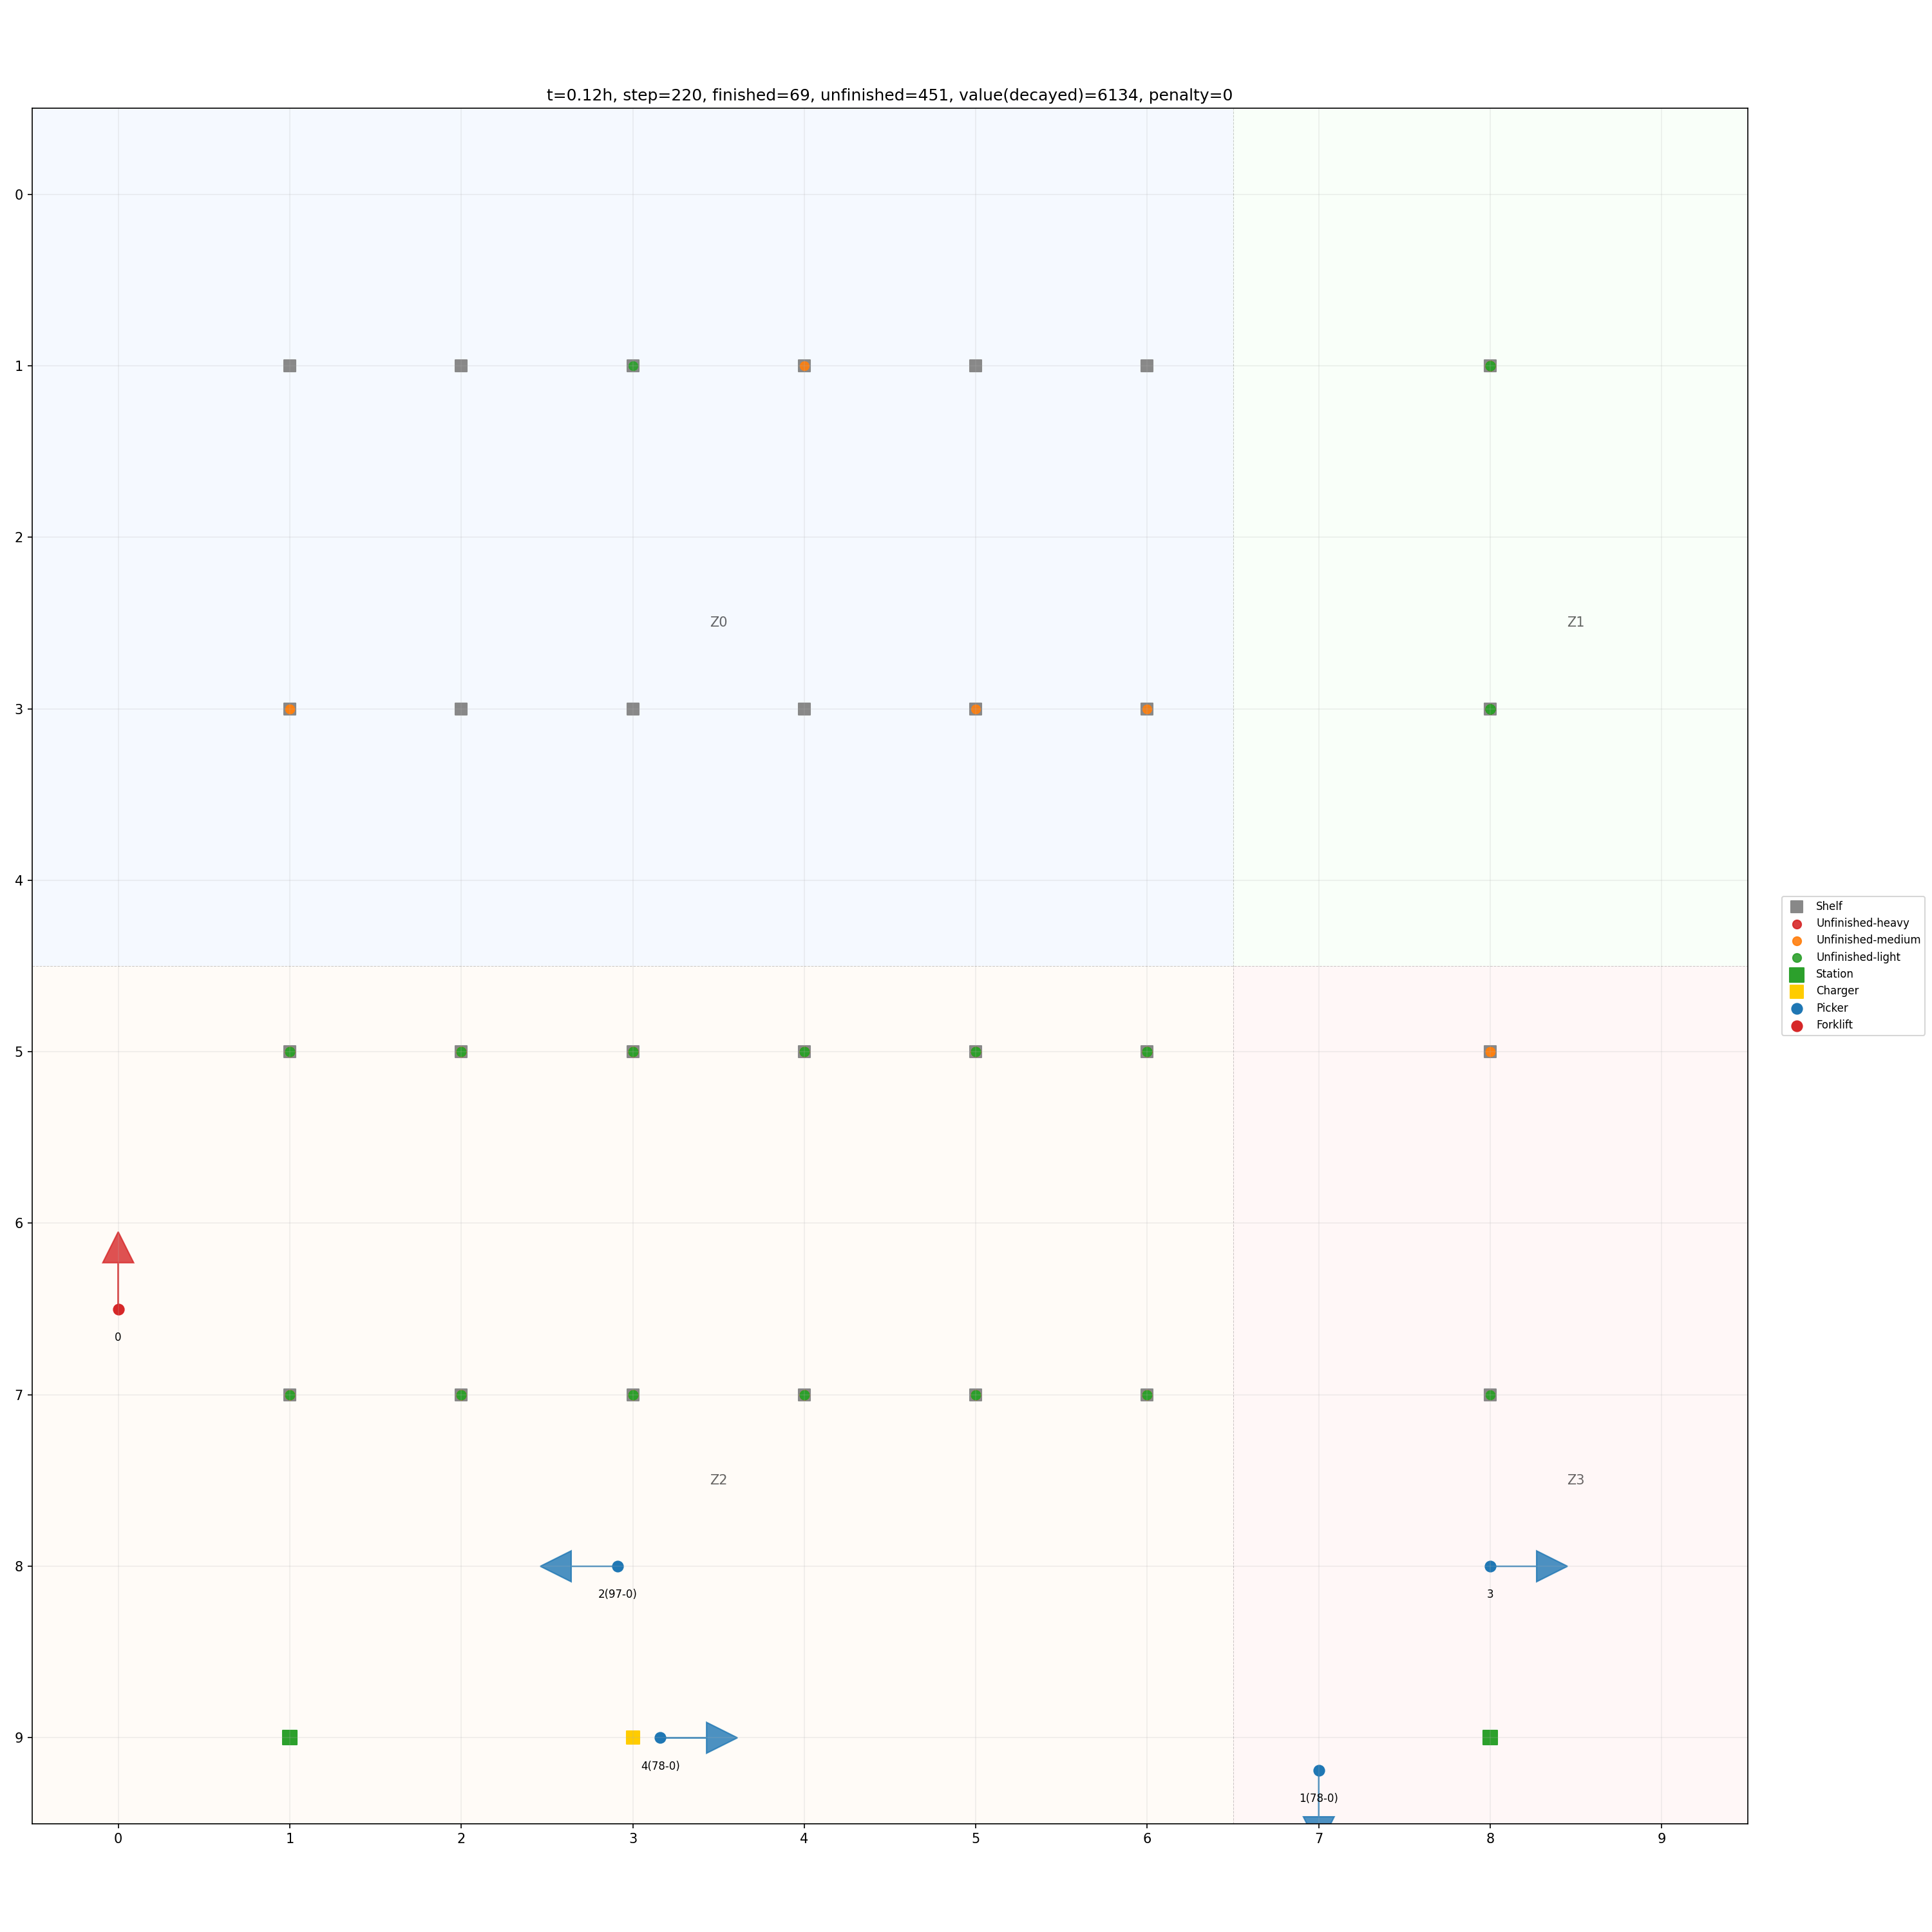 t=0.12h, step=220, finished=69, unfinished=451, value(decayed)=6134, penalty=0
0
1
2
Z0
Z1
3
4
Shelf
Unfinished-heavy
Unfinished-medium
Unfinished-light
Station
Charger
Picker
Forklift
5
6
0
7
Z2
Z3
8
2(97-0)
3
9
4(78-0)
1(78-0)
0 1 2 3 4 5 6 7 8 9